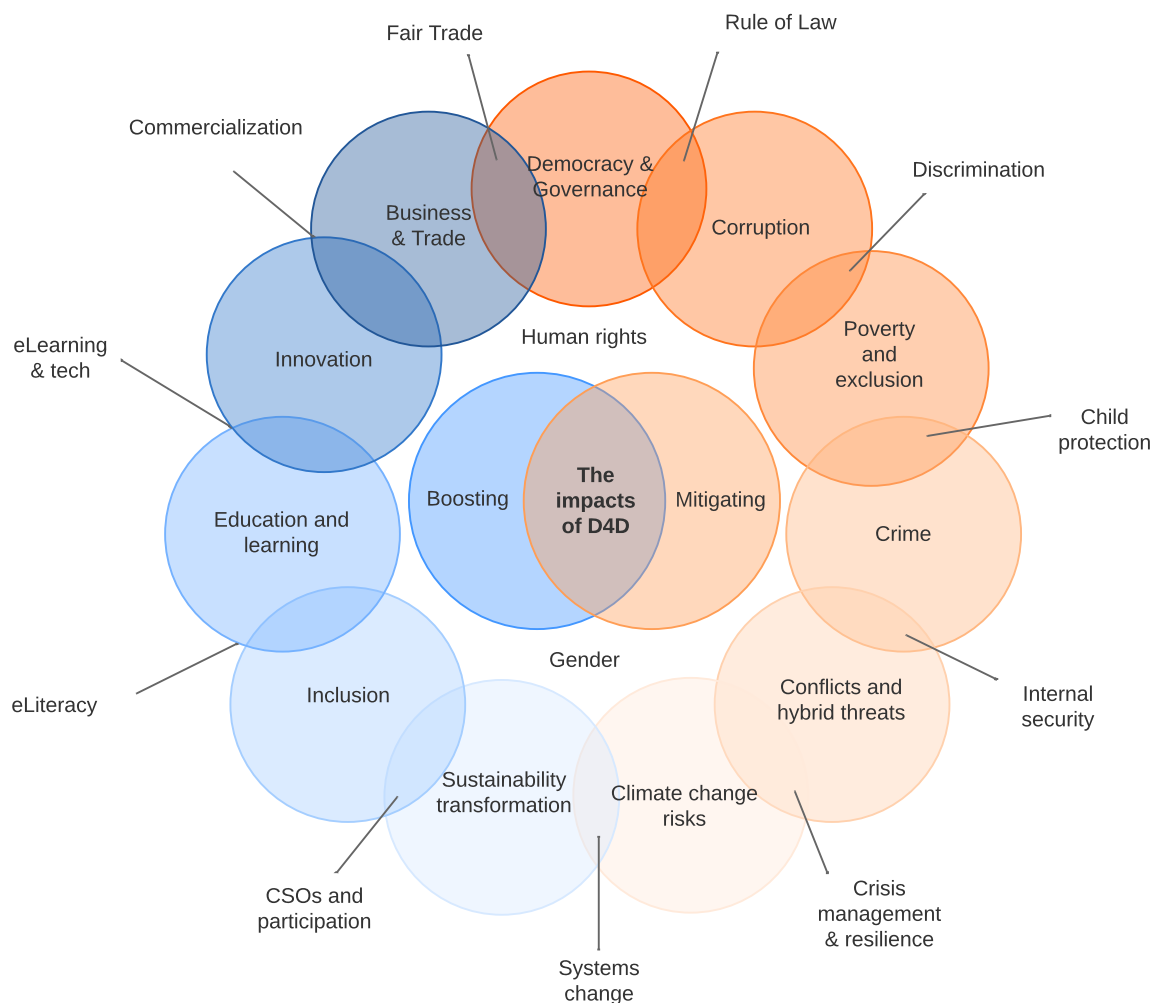 Fair Trade
Rule of Law
Commercialization
Democracy &
Governance
Discrimination
Business
& Trade
Corruption
Human rights
Poverty
and
exclusion
eLearning
& tech
Innovation
Child
protection
Boosting
The
impacts
of D4D
Mitigating
Education and
learning
Crime
Gender
Inclusion
Conflicts and
hybrid threats
eLiteracy
Internal
security
Sustainability
transformation
Climate change
risks
CSOs and
participation
Crisis
management
& resilience
Systems
change